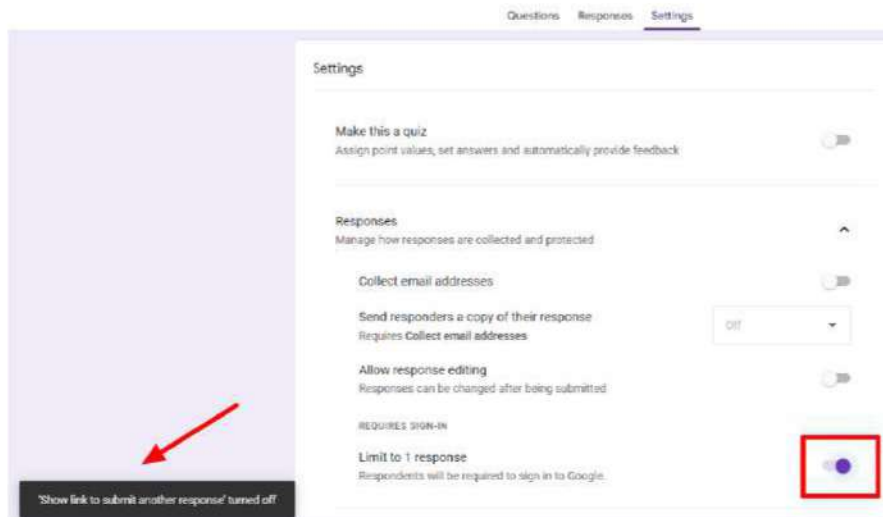 Questions Responses Settings
Settings
Make this a quiz
Assign point values, set answers and automatically provide feedback
Responses
Manage how responses are collected and protected
Collect email addresses
Send responders a copy of their response
Requires Collect email addresses
Off
Allow response editing
Responses can be changed after being submitted
REQUIRES SIGN-IN
Limit to 1 response
Respondents will be required to sign in to Google.
'Show link to submit another response' turned off